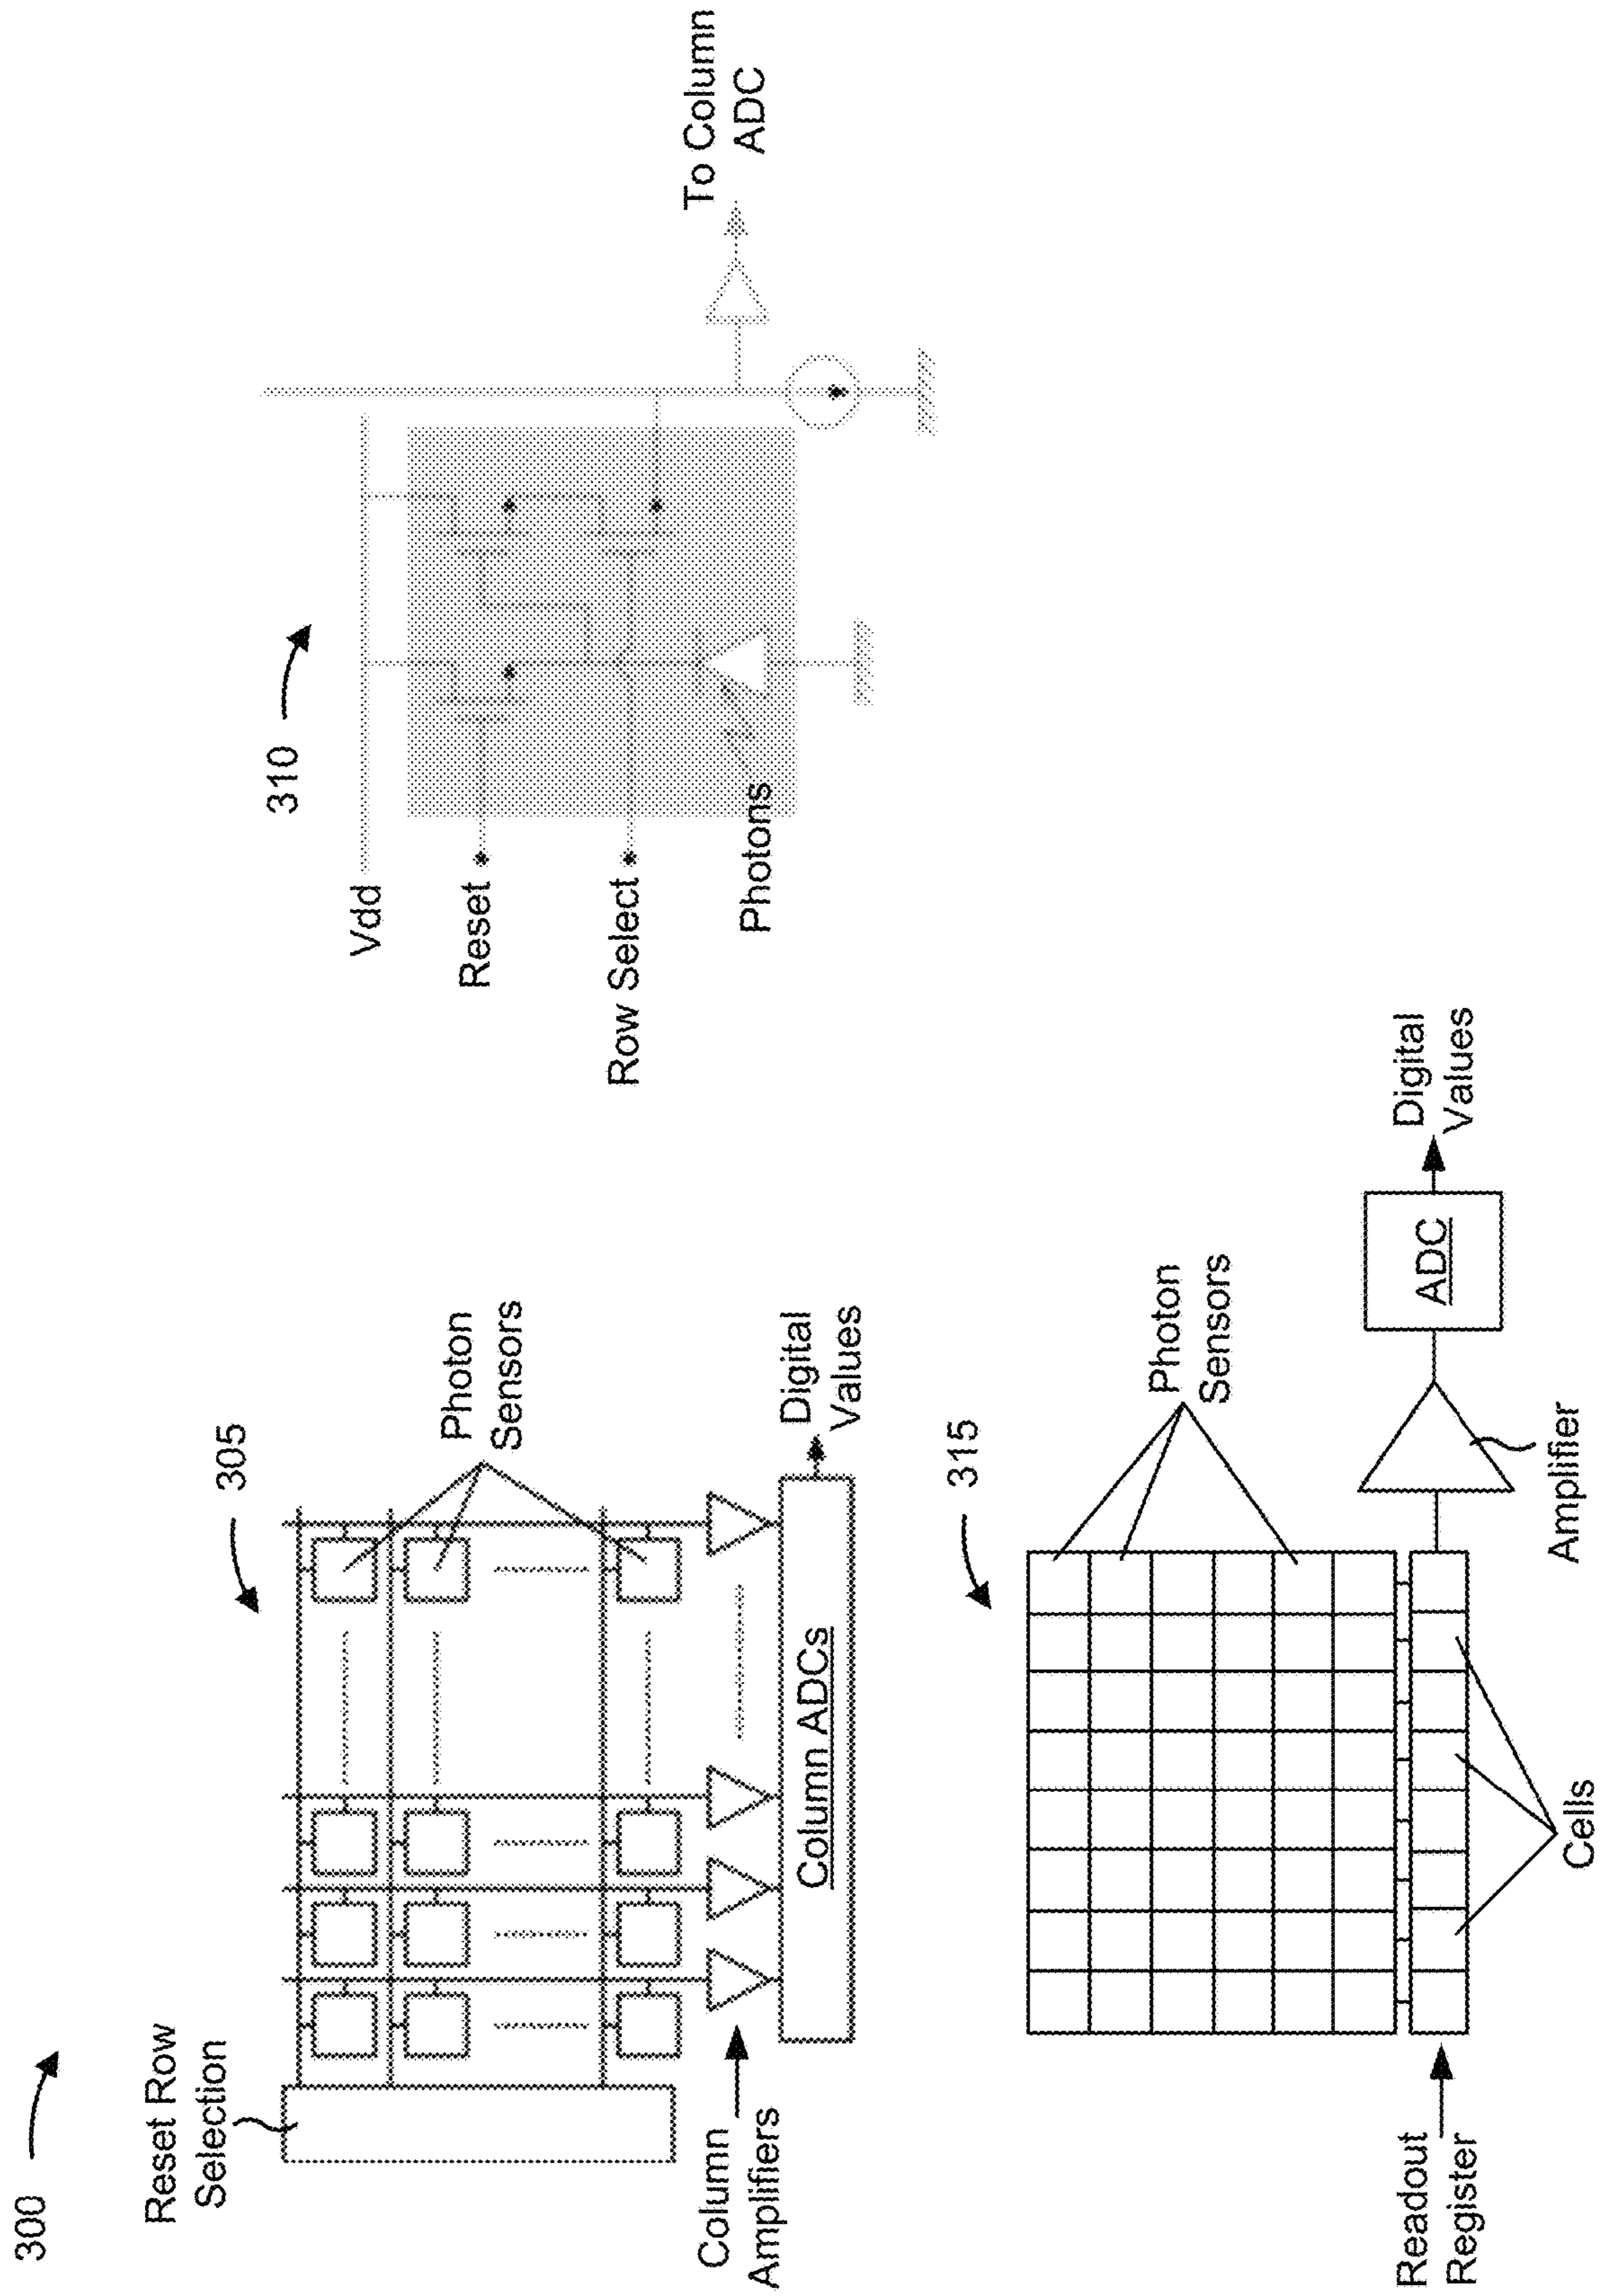 300
305
Reset Row
Selection
Photon
Sensors
Column
Amplifiers
Column ADCs
Digital
Values
310
Vdd
Reset
Row Select
Photons
To Column
ADC
315
Photon
Sensors
Readout
Register
Cells
Amplifier
ADC
Digital
Values